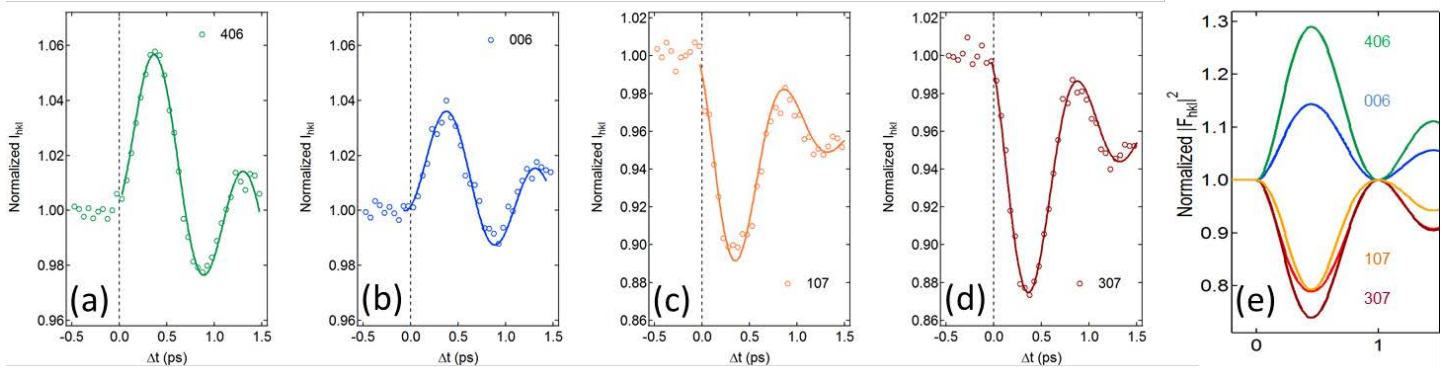 Normalized I_hkl
1.06
1.04
1.02
1.00
0.98
0.96
406
(a)
-0.5 0.0 0.5 1.0 1.5
Δt (ps)
Normalized I_hkl
1.06
1.04
1.02
1.00
0.98
0.96
006
(b)
-0.5 0.0 0.5 1.0 1.5
Δt (ps)
Normalized I_hkl
1.00
0.98
0.96
0.94
0.92
0.90
0.88
0.86
107
(c)
-0.5 0.0 0.5 1.0 1.5
Δt (ps)
Normalized I_hkl
1.02
1.00
0.98
0.96
0.94
0.92
0.90
0.88
0.86
307
(d)
-0.5 0.0 0.5 1.0 1.5
Δt (ps)
Normalized |F_hkl|²
1.3
1.2
1.1
1.0
0.9
0.8
406
006
107
307
(e)
0 1